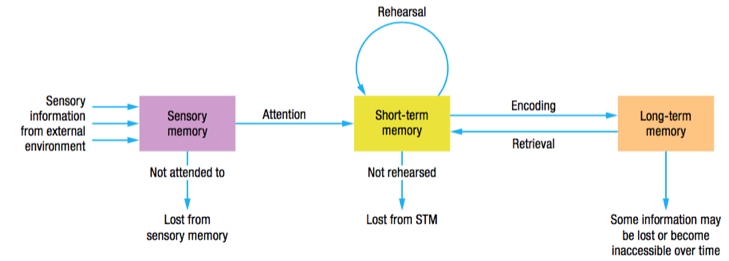 Rehearsal
Sensory
information
from external
environment
Sensory
memory
Attention
Short-term
memory
Encoding
Retrieval
Long-term
memory
Not attended to
Not rehearsed
Lost from
sensory memory
Lost from STM
Some information may
be lost or become
inaccessible over time